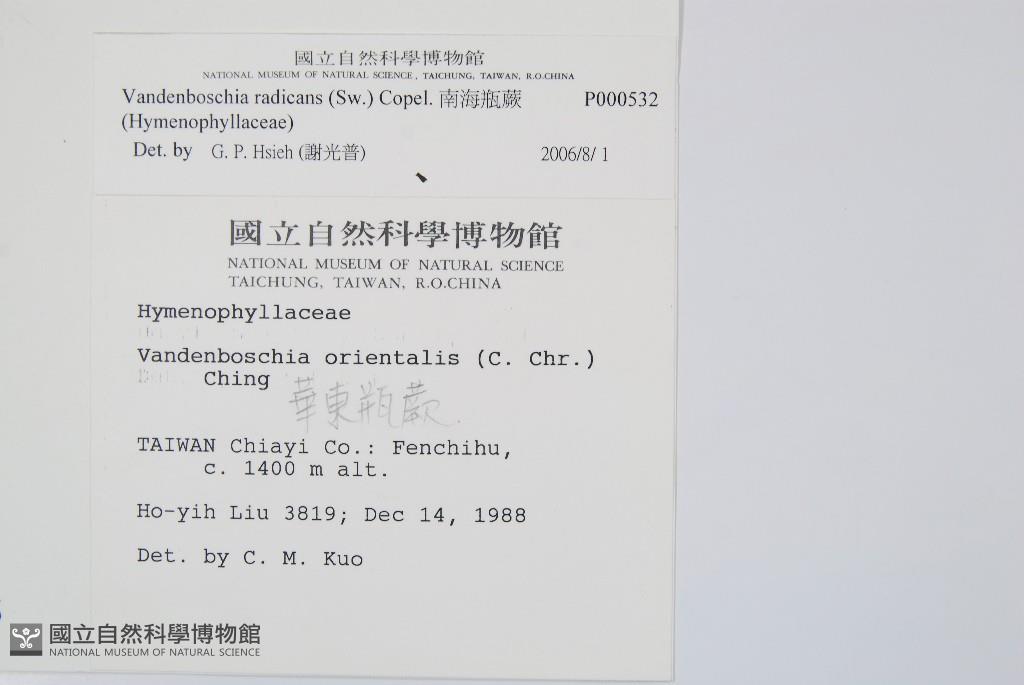 國立自然科學博物館
NATIONAL MUSEUM OF NATURAL SCIENCE, TAICHUNG, TAIWAN, R.O.CHINA
Vandenboschia radicans (Sw.) Copel. 南海瓶蕨 P000532
(Hymenophyllaceae)
Det. by G. P. Hsieh (謝光普) 2006/8/ 1
國立自然科學博物館
NATIONAL MUSEUM OF NATURAL SCIENCE
TAICHUNG, TAIWAN, R.O.CHINA
Hymenophyllaceae
Vandenboschia orientalis (C. Chr.)
Ching
華東瓶蕨
TAIWAN Chiayi Co.: Fenchihu,
c. 1400 m alt.
Ho-yih Liu 3819; Dec 14, 1988
Det. by C. M. Kuo
國立自然科學博物館
NATIONAL MUSEUM OF NATURAL SCIENCE